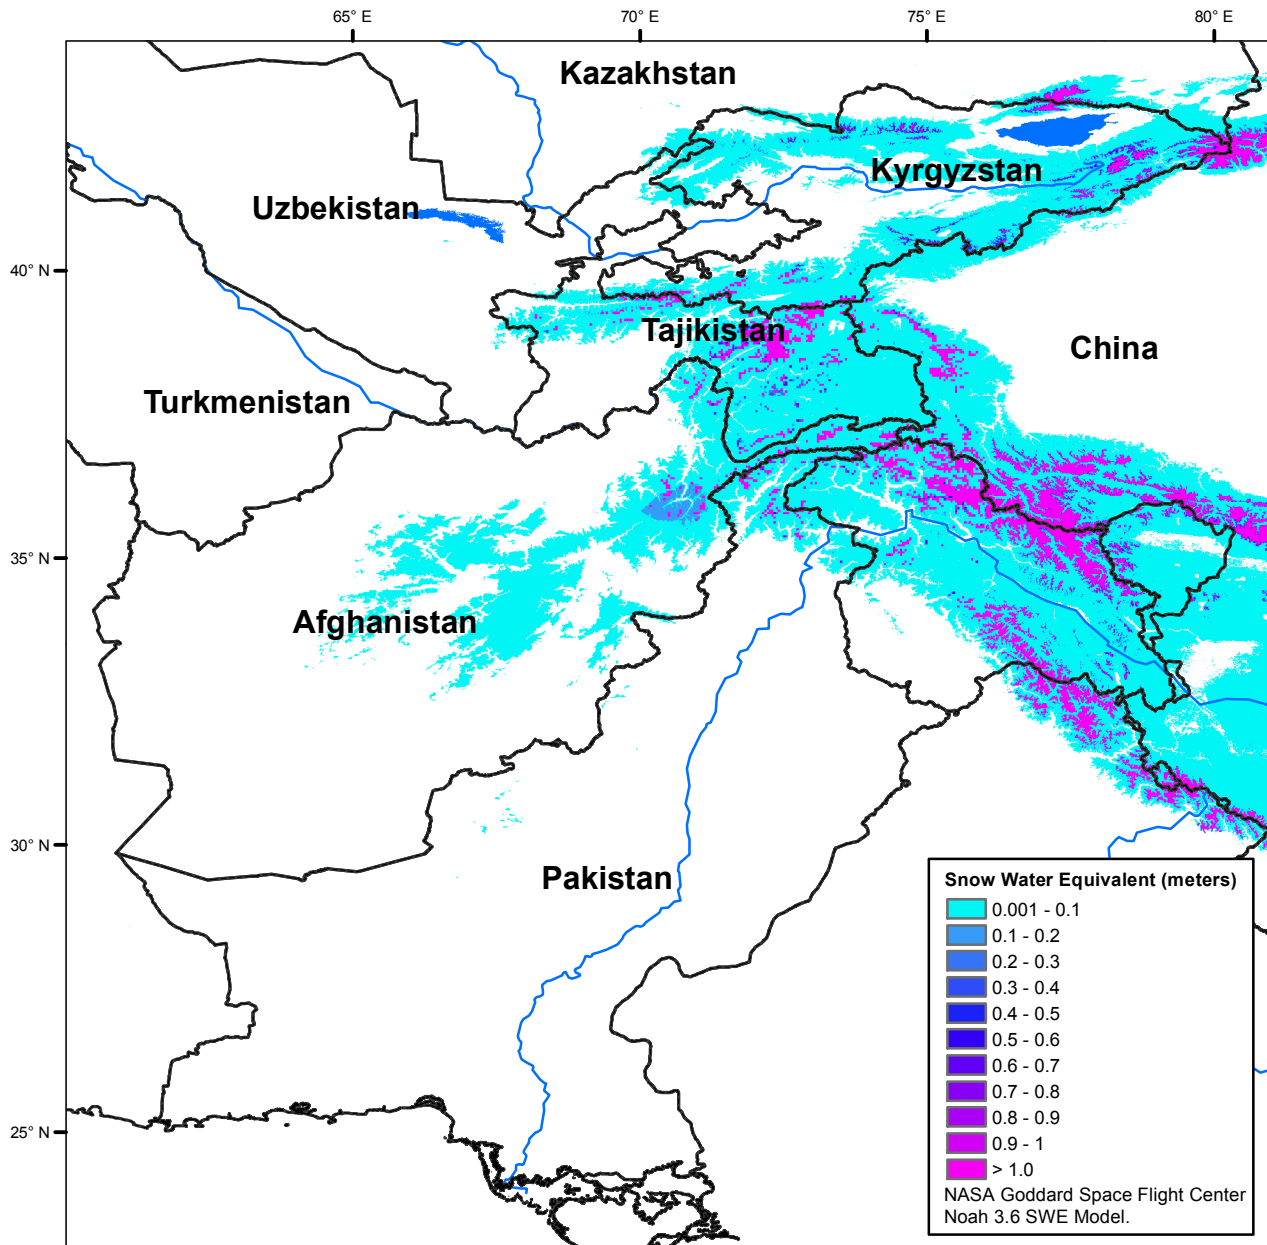 65° E
70° E
75° E
80° E
Kazakhstan
Kyrgyzstan
Uzbekistan
40° N
Tajikistan
China
Turkmenistan
35° N
Afghanistan
30° N
Pakistan
25° N
Snow Water Equivalent (meters)
0.001 - 0.1
0.1 - 0.2
0.2 - 0.3
0.3 - 0.4
0.4 - 0.5
0.5 - 0.6
0.6 - 0.7
0.7 - 0.8
0.8 - 0.9
0.9 - 1
> 1.0
NASA Goddard Space Flight Center
Noah 3.6 SWE Model.